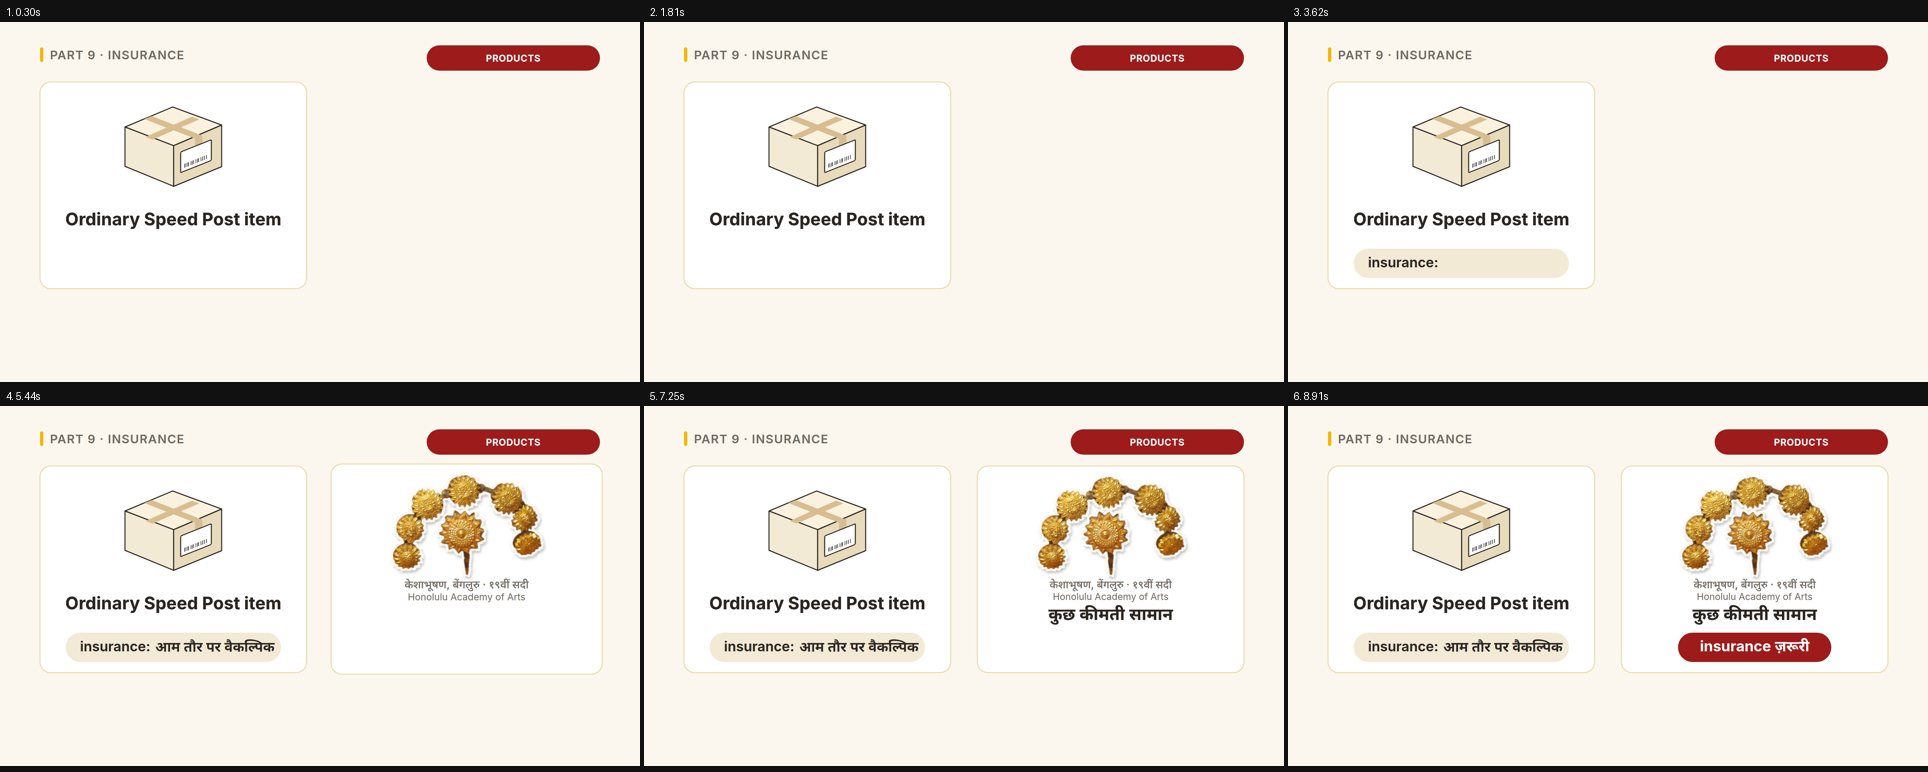 1. 0.30s
PART 9 · INSURANCE
PRODUCTS
Ordinary Speed Post item
2. 1.81s
PART 9 · INSURANCE
PRODUCTS
Ordinary Speed Post item
3. 3.62s
PART 9 · INSURANCE
PRODUCTS
Ordinary Speed Post item
insurance:
4. 5.44s
PART 9 · INSURANCE
PRODUCTS
Ordinary Speed Post item
insurance: आम तौर पर वैकल्पिक
केशाभूषण, बेंगलुरु · १९वीं सदी
Honolulu Academy of Arts
5. 7.25s
PART 9 · INSURANCE
PRODUCTS
Ordinary Speed Post item
insurance: आम तौर पर वैकल्पिक
केशाभूषण, बेंगलुरु · १९वीं सदी
Honolulu Academy of Arts
कुछ कीमती सामान
6. 8.91s
PART 9 · INSURANCE
PRODUCTS
Ordinary Speed Post item
insurance: आम तौर पर वैकल्पिक
केशाभूषण, बेंगलुरु · १९वीं सदी
Honolulu Academy of Arts
कुछ कीमती सामान
insurance ज़रूरी